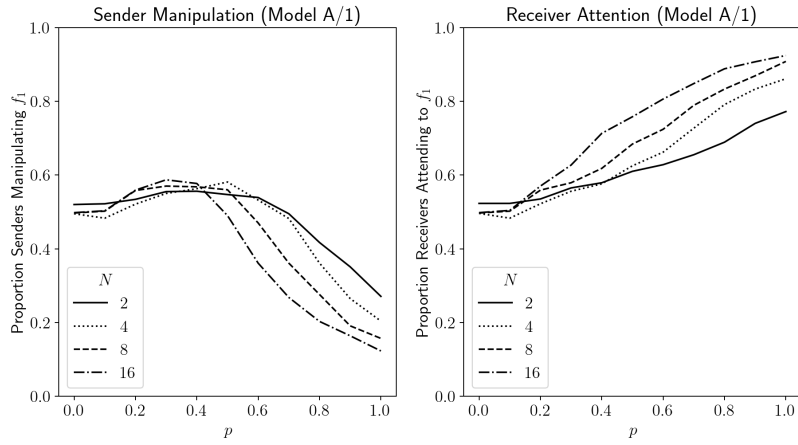 Sender Manipulation (Model A/1)
Proportion Senders Manipulating f₁
1.0
0.8
0.6
0.4
0.2
0.0
N
2
4
8
16
0.0 0.2 0.4 0.6 0.8 1.0
p
Receiver Attention (Model A/1)
Proportion Receivers Attending to f₁
1.0
0.8
0.6
0.4
0.2
0.0
N
2
4
8
16
0.0 0.2 0.4 0.6 0.8 1.0
p